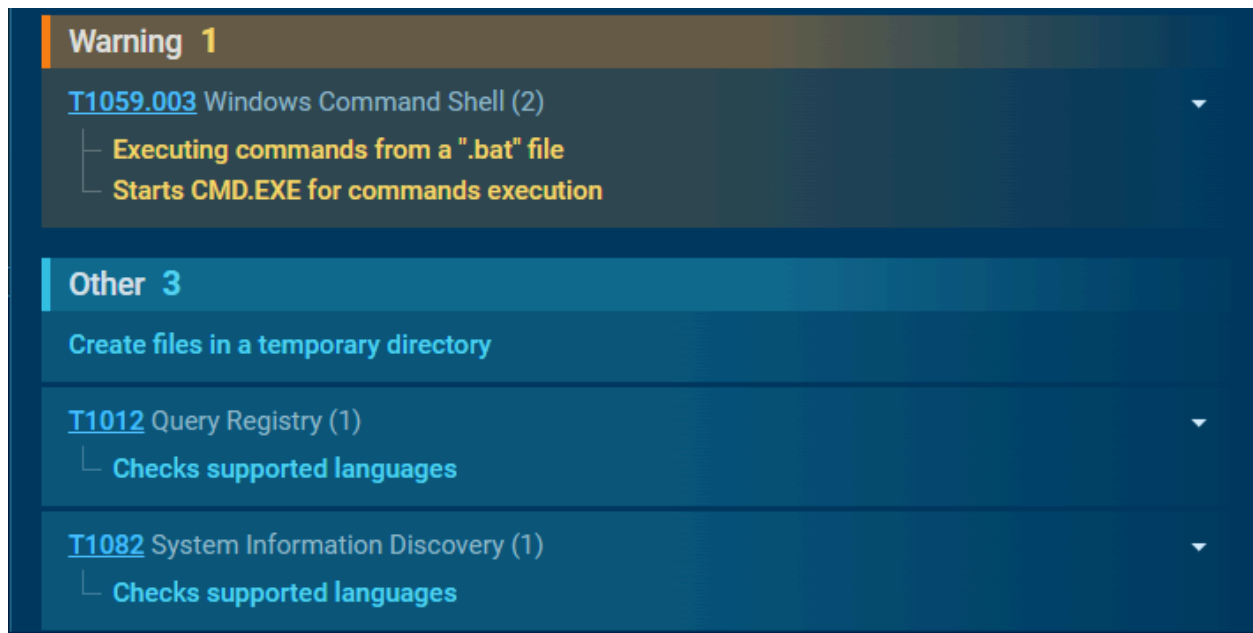 Warning 1
T1059.003 Windows Command Shell (2)
Executing commands from a ".bat" file
Starts CMD.EXE for commands execution
Other 3
Create files in a temporary directory
T1012 Query Registry (1)
Checks supported languages
T1082 System Information Discovery (1)
Checks supported languages